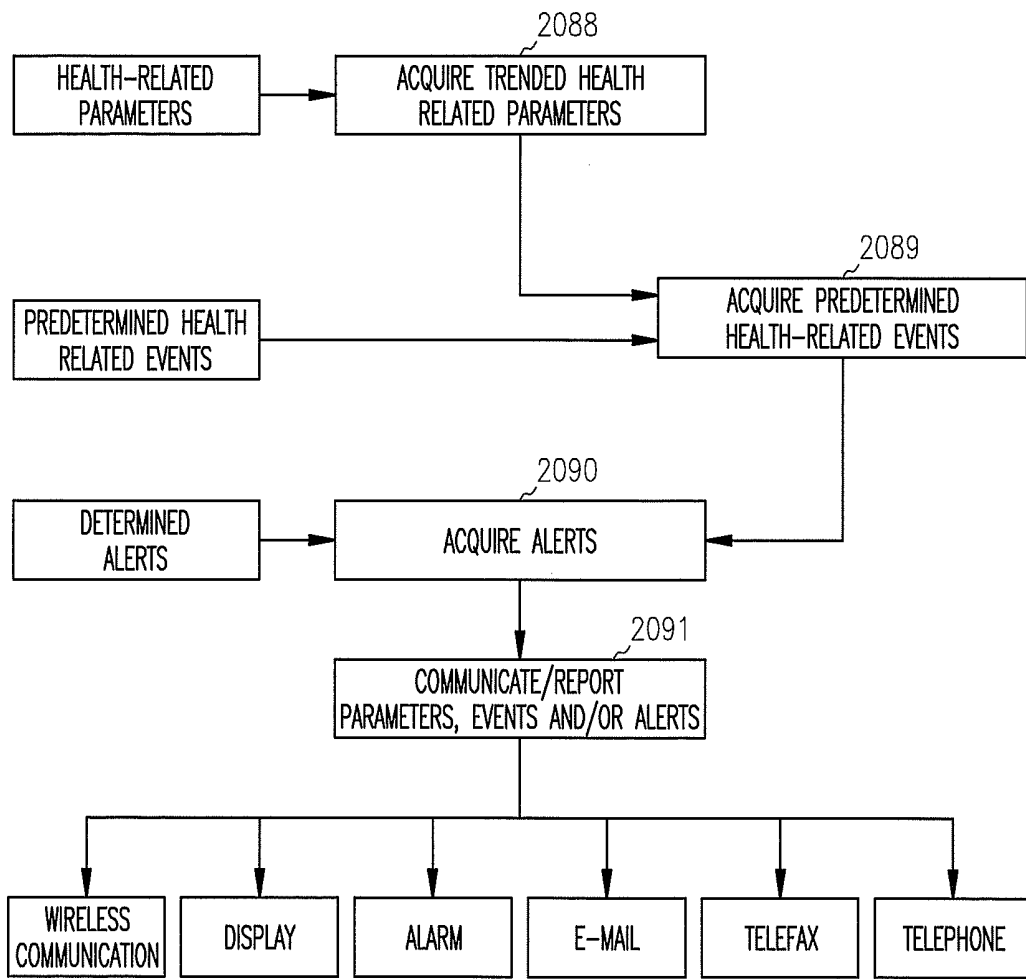 2088
HEALTH-RELATED
PARAMETERS
ACQUIRE TRENDED HEALTH
RELATED PARAMETERS
2089
PREDETERMINED HEALTH
RELATED EVENTS
ACQUIRE PREDETERMINED
HEALTH-RELATED EVENTS
2090
DETERMINED
ALERTS
ACQUIRE ALERTS
2091
COMMUNICATE/REPORT
PARAMETERS, EVENTS AND/OR ALERTS
WIRELESS
COMMUNICATION
DISPLAY
ALARM
E-MAIL
TELEFAX
TELEPHONE